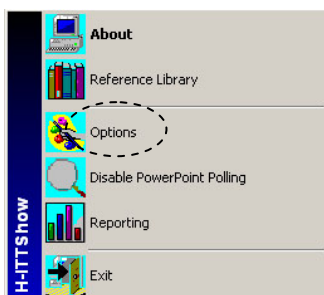 About
Reference Library
Options
Disable PowerPoint Polling
Reporting
Exit
H-ITTShow